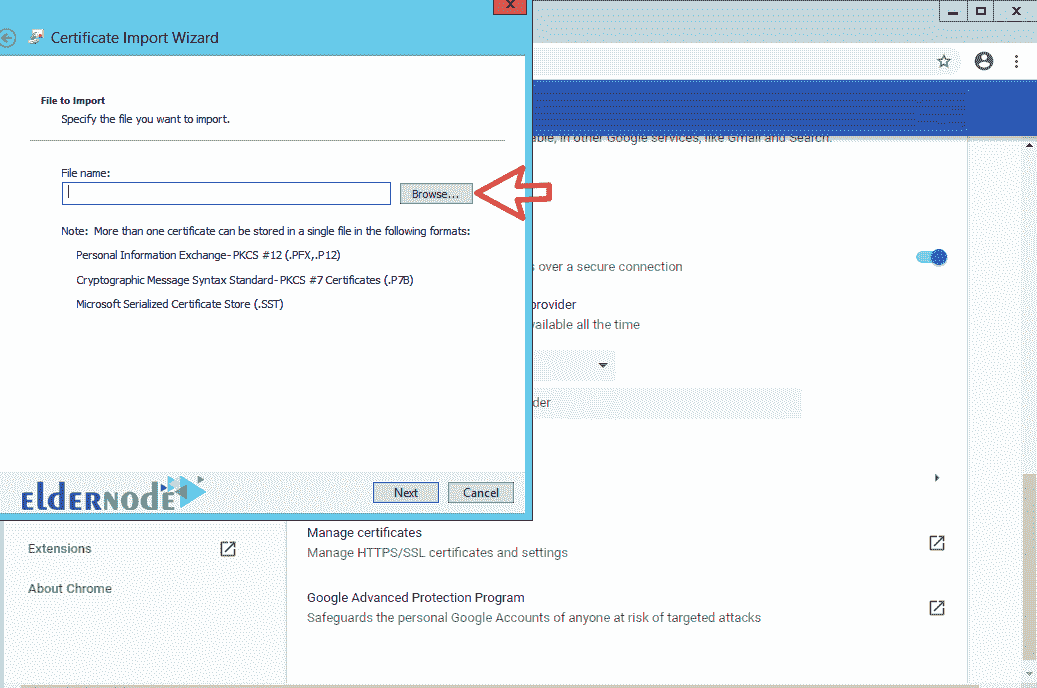 Certificate Import Wizard
File to Import
Specify the file you want to import.
File name:
Browse...
Note: More than one certificate can be stored in a single file in the following formats:
Personal Information Exchange- PKCS #12 (.PFX,.P12)
Cryptographic Message Syntax Standard- PKCS #7 Certificates (.P7B)
Microsoft Serialized Certificate Store (.SST)
ELDERNODE
Next
Cancel
able, in other Google services, like Gmail and Search.
s over a secure connection
provider
vailable all the time
der
Extensions
About Chrome
Manage certificates
Manage HTTPS/SSL certificates and settings
Google Advanced Protection Program
Safeguards the personal Google Accounts of anyone at risk of targeted attacks